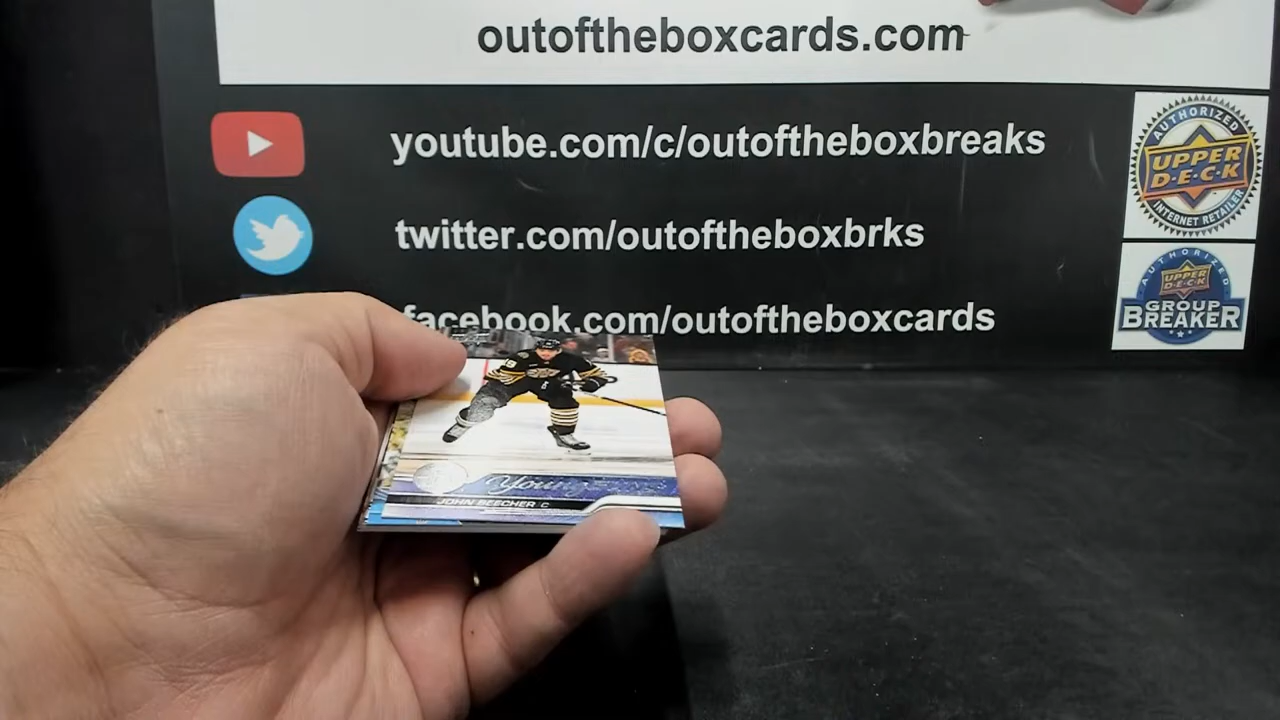 outoftheboxcards.com
youtube.com/c/outoftheboxbreaks
twitter.com/outoftheboxbrks
facebook.com/outoftheboxcards
AUTHORIZED
UPPER
D·E·C·K
INTERNET RETAILER
AUTHORIZED
UPPER
DECK
GROUP
BREAKER
Young
JOHN BEECHER C